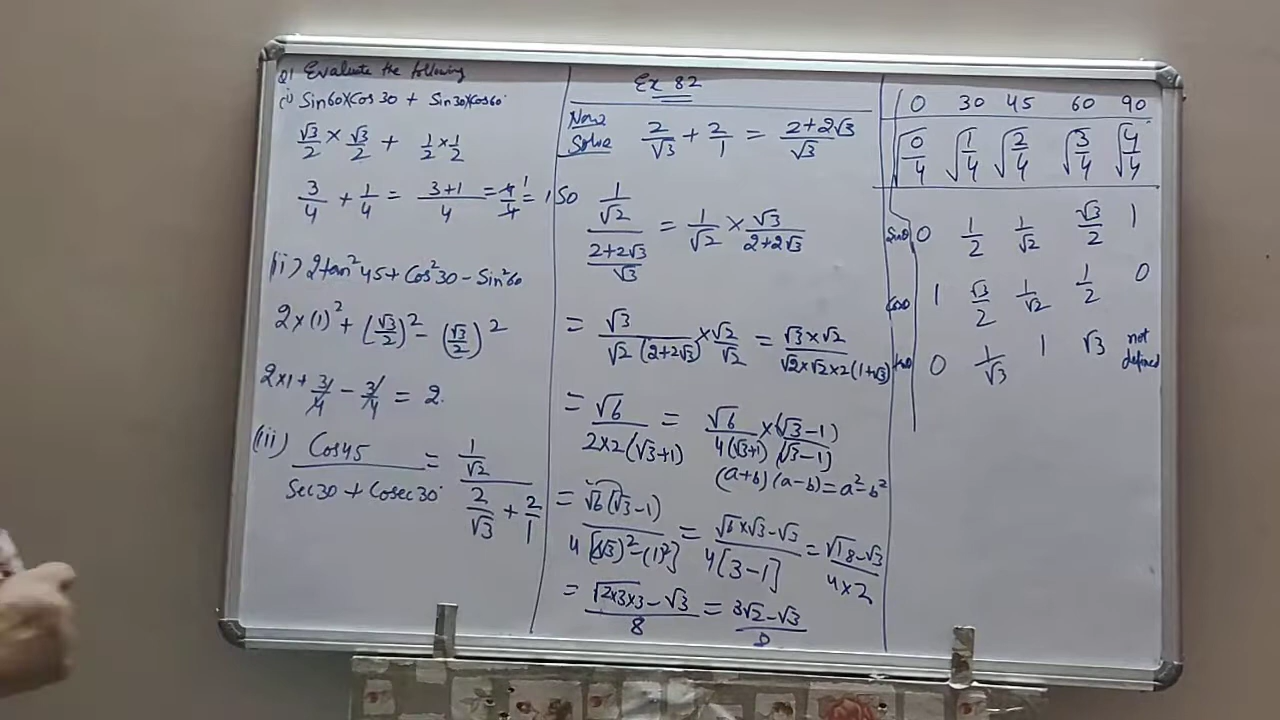 Q1 Evaluate the following
(i) Sin60×Cos30 + Sin30×Cos60
√3/2 × √3/2 + 1/2 × 1/2
3/4 + 1/4 = 3+1/4 = 4/4 = 1
(ii) 2tan²45 + Cos²30 - Sin²60
2×(1)² + (√3/2)² - (√3/2)²
2×1 + 3/4 - 3/4 = 2
(iii) Cos45 / Sec30 + Cosec30 = 1/√2 / 2/√3 + 2/1
Ex 82
Now Solve 2/√3 + 2/1 = 2+2√3/√3
So 1/√2 / 2+2√3/√3 = 1/√2 × √3/2+2√3
= √3/√2(2+2√3) × √2/√2 = √3×√2/√2×√2×2(1+√3)
= √6/2×2(√3+1) = √6/4(√3+1) × (√3-1)/(√3-1)
(a+b)(a-b)=a²-b²
= √6(√3-1)/4[(√3)²-(1)²] = √6×√3-√3/4[3-1] = √18-√3/4×2
= √2×3×3-√3/8 = 3√2-√3/8
0 30 45 60 90
√0/4 √1/4 √2/4 √3/4 √4/4
Sinθ 0 1/2 1/√2 √3/2 1
Cosθ 1 √3/2 1/√2 1/2 0
tanθ 0 1/√3 1 √3 not defined